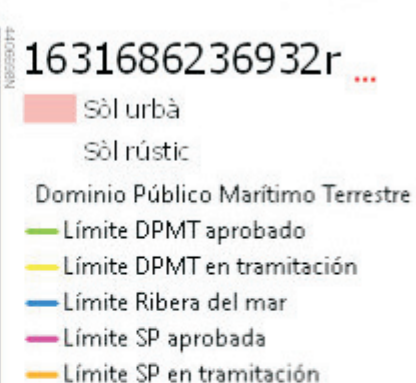 1631686236932r ...
Sòl urbà
Sòl rústic
Dominio Público Marítimo Terrestre
Límite DPMT aprobado
Límite DPMT en tramitación
Límite Ribera del mar
Límite SP aprobada
Límite SP en tramitación